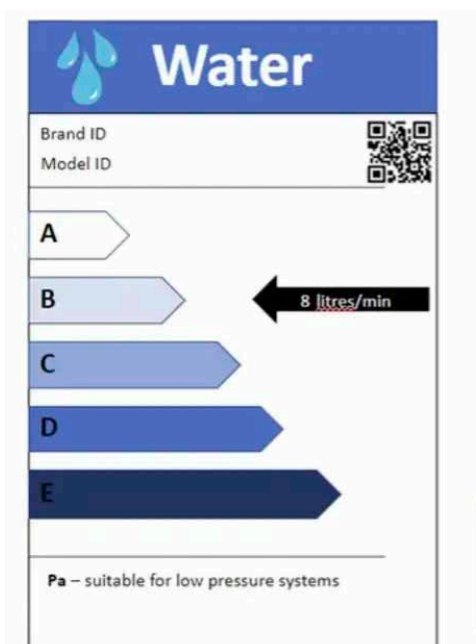 Water
Brand ID
Model ID
A
B
8 litres/min
C
D
E
Pa – suitable for low pressure systems